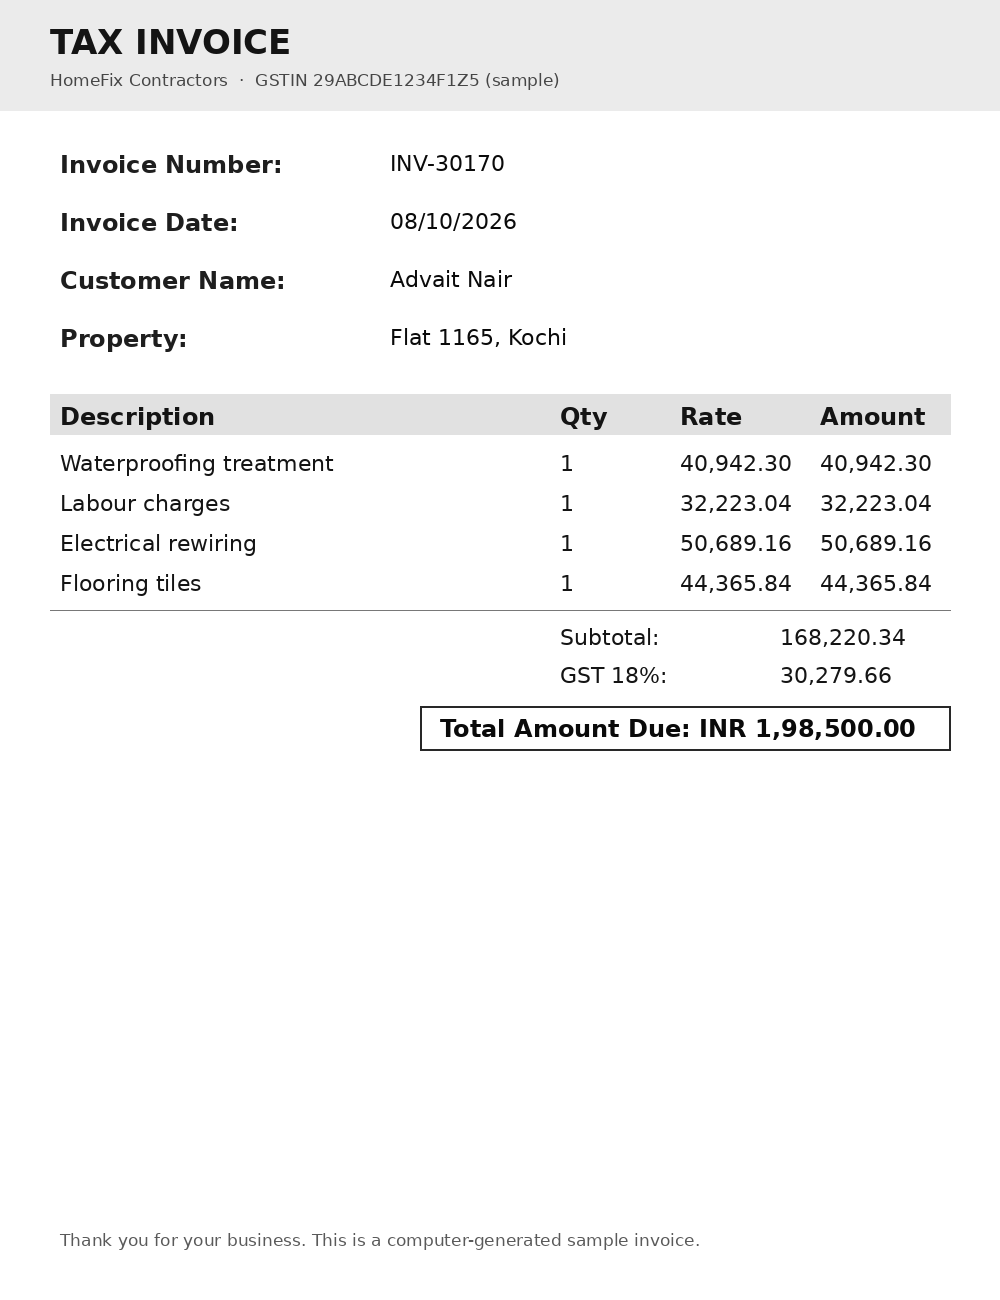 TAX INVOICE
HomeFix Contractors · GSTIN 29ABCDE1234F1Z5 (sample)
Invoice Number: INV-30170
Invoice Date: 08/10/2026
Customer Name: Advait Nair
Property: Flat 1165, Kochi
Description Qty Rate Amount
Waterproofing treatment 1 40,942.30 40,942.30
Labour charges 1 32,223.04 32,223.04
Electrical rewiring 1 50,689.16 50,689.16
Flooring tiles 1 44,365.84 44,365.84
Subtotal: 168,220.34
GST 18%: 30,279.66
Total Amount Due: INR 1,98,500.00
Thank you for your business. This is a computer-generated sample invoice.